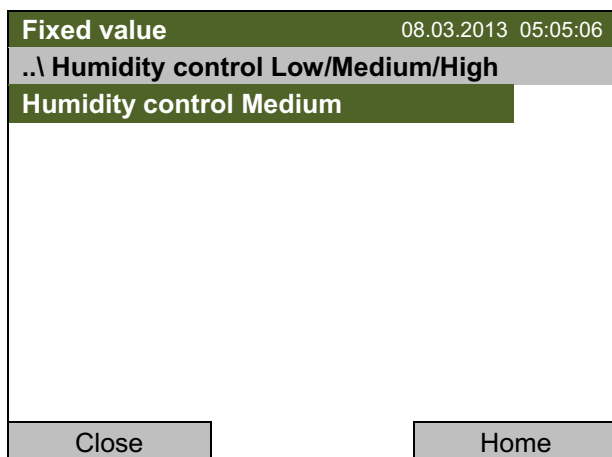 Fixed value 08.03.2013 05:05:06
..\ Humidity control Low/Medium/High
Humidity control Medium
Close Home